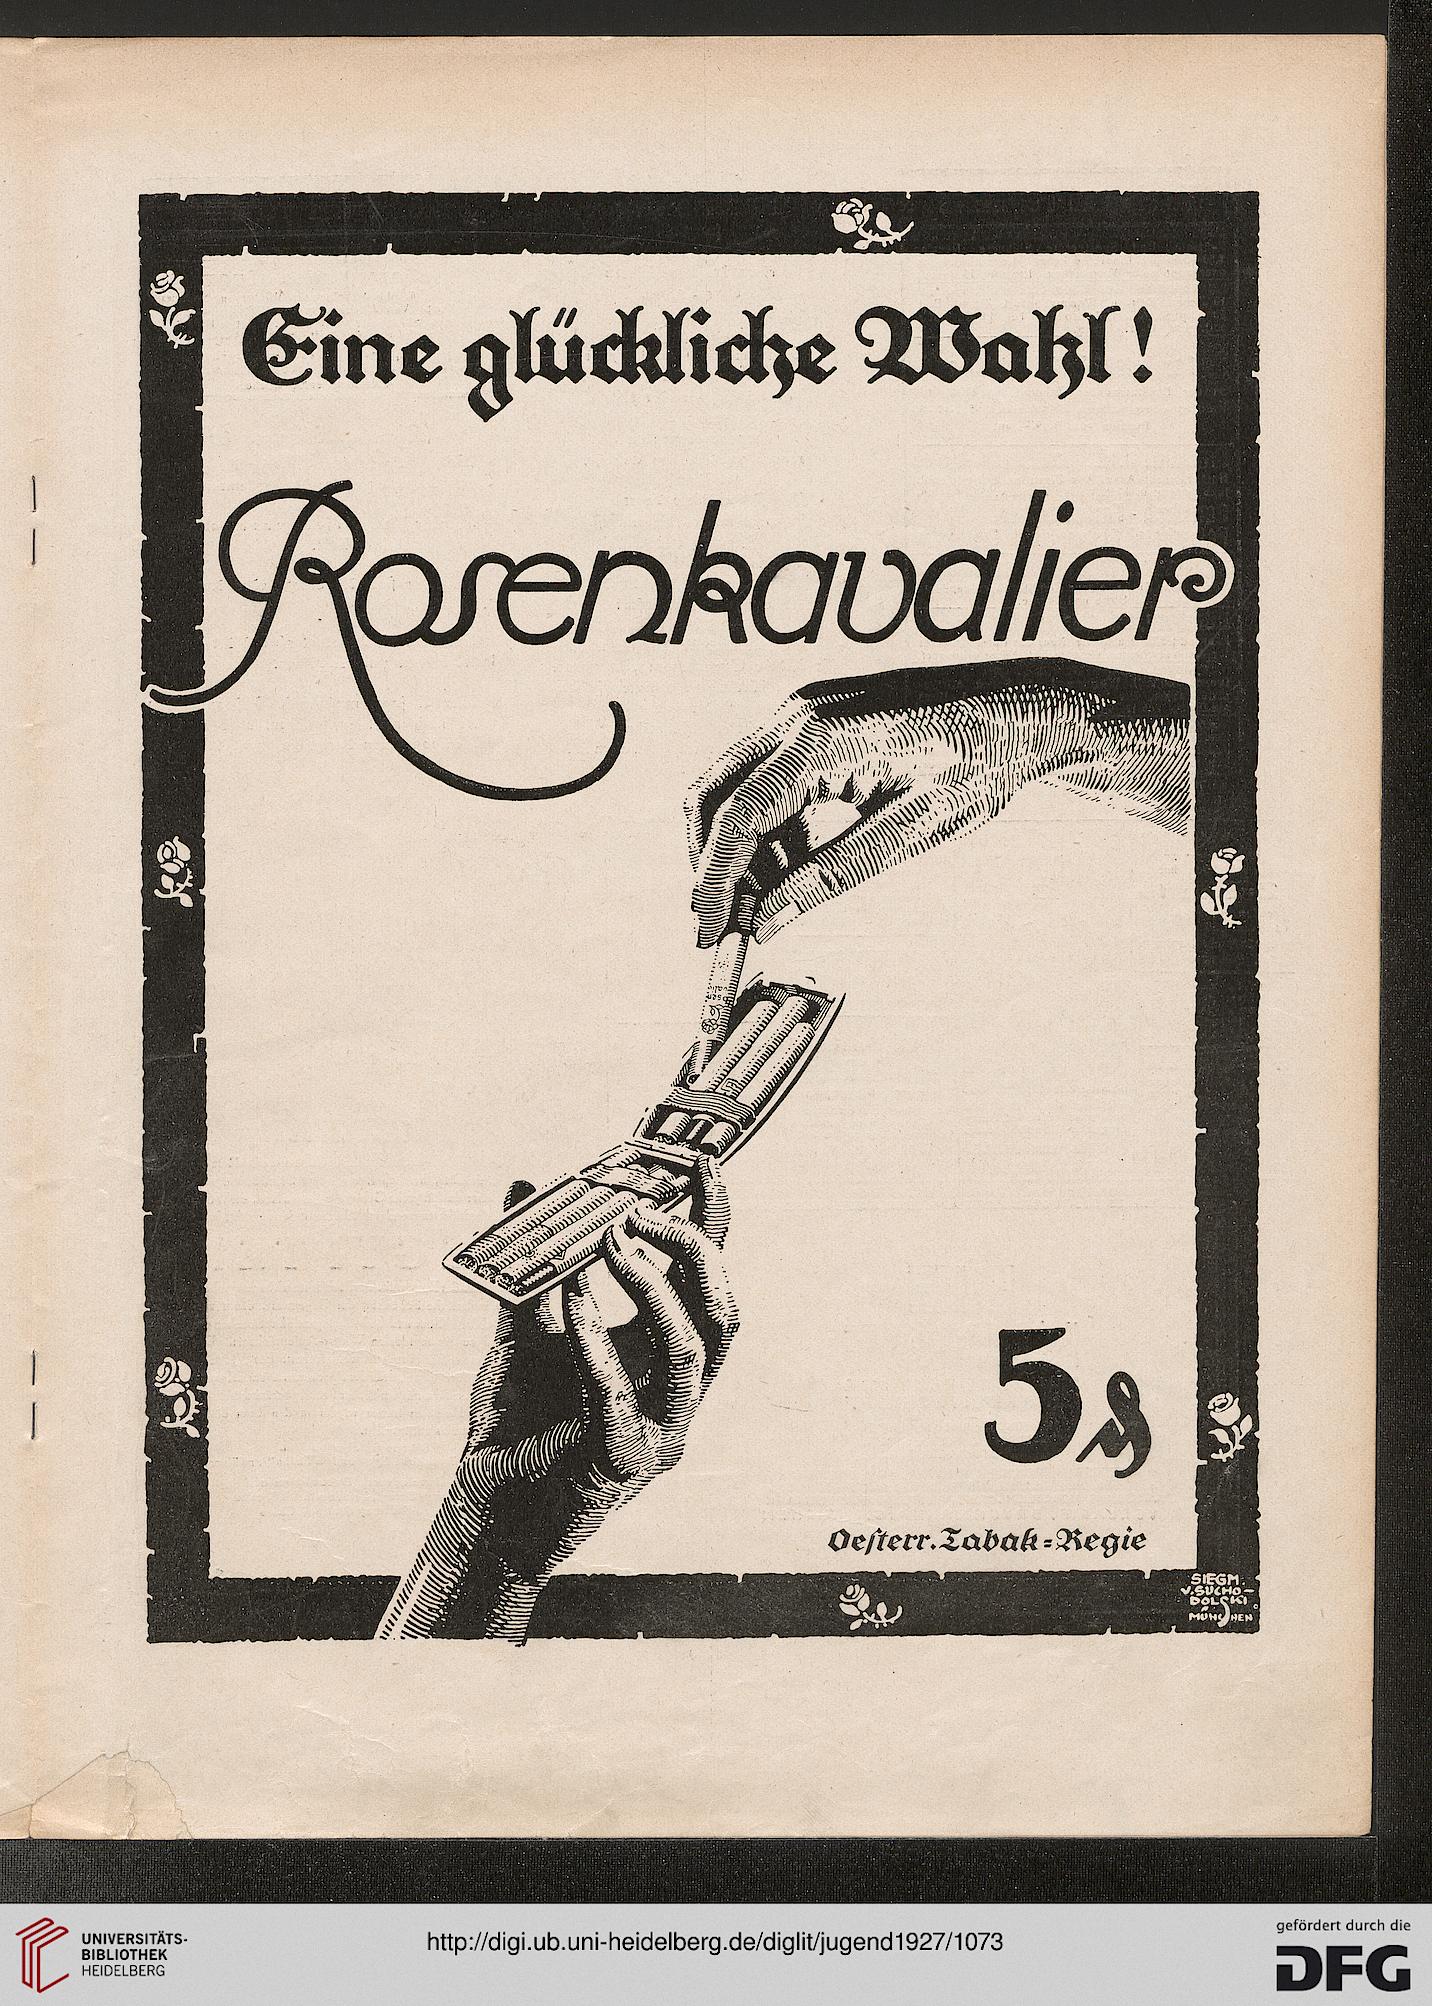 Eine glückliche Wahl!
Rosenkavalier
5₰
Oesterr. Tabak=Regie
SIEGM.
V. SUCHO-
DOLSKI
MÜNCHEN
UNIVERSITÄTS-
BIBLIOTHEK
HEIDELBERG
http://digi.ub.uni-heidelberg.de/diglit/jugend1927/1073
gefördert durch die
DFG